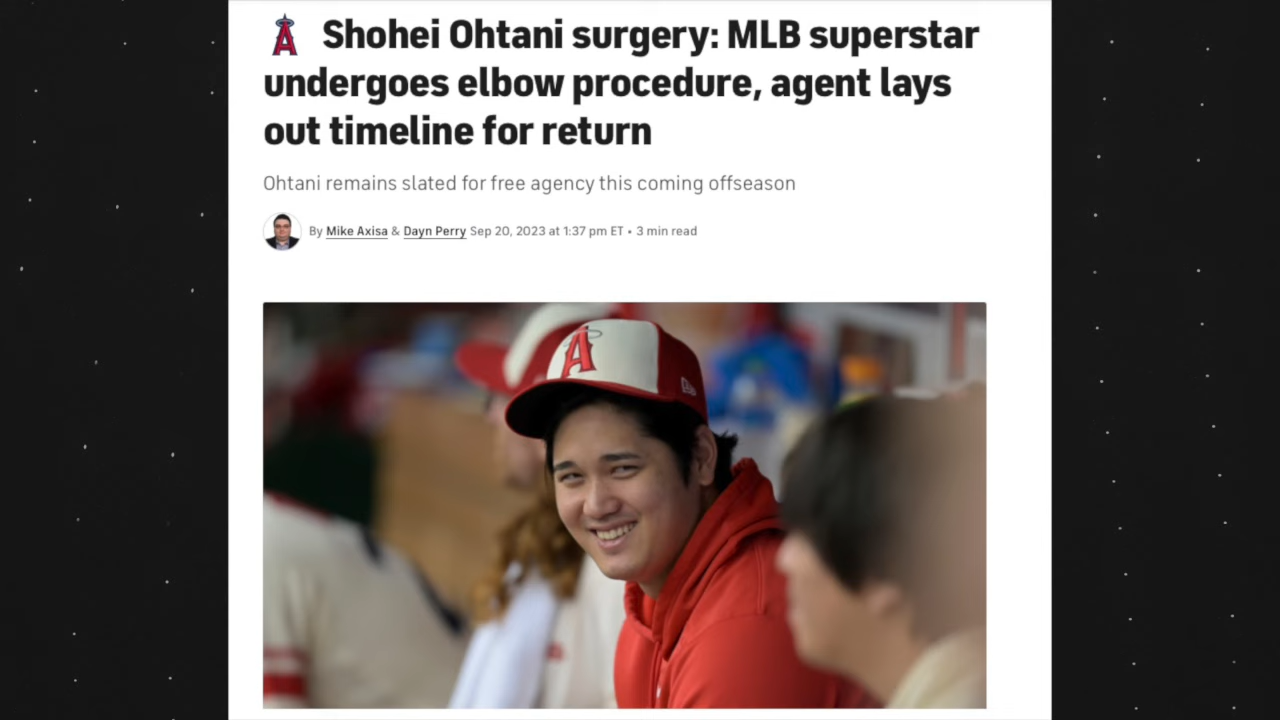 Shohei Ohtani surgery: MLB superstar
undergoes elbow procedure, agent lays
out timeline for return
Ohtani remains slated for free agency this coming offseason
By Mike Axisa & Dayn Perry Sep 20, 2023 at 1:37 pm ET • 3 min read